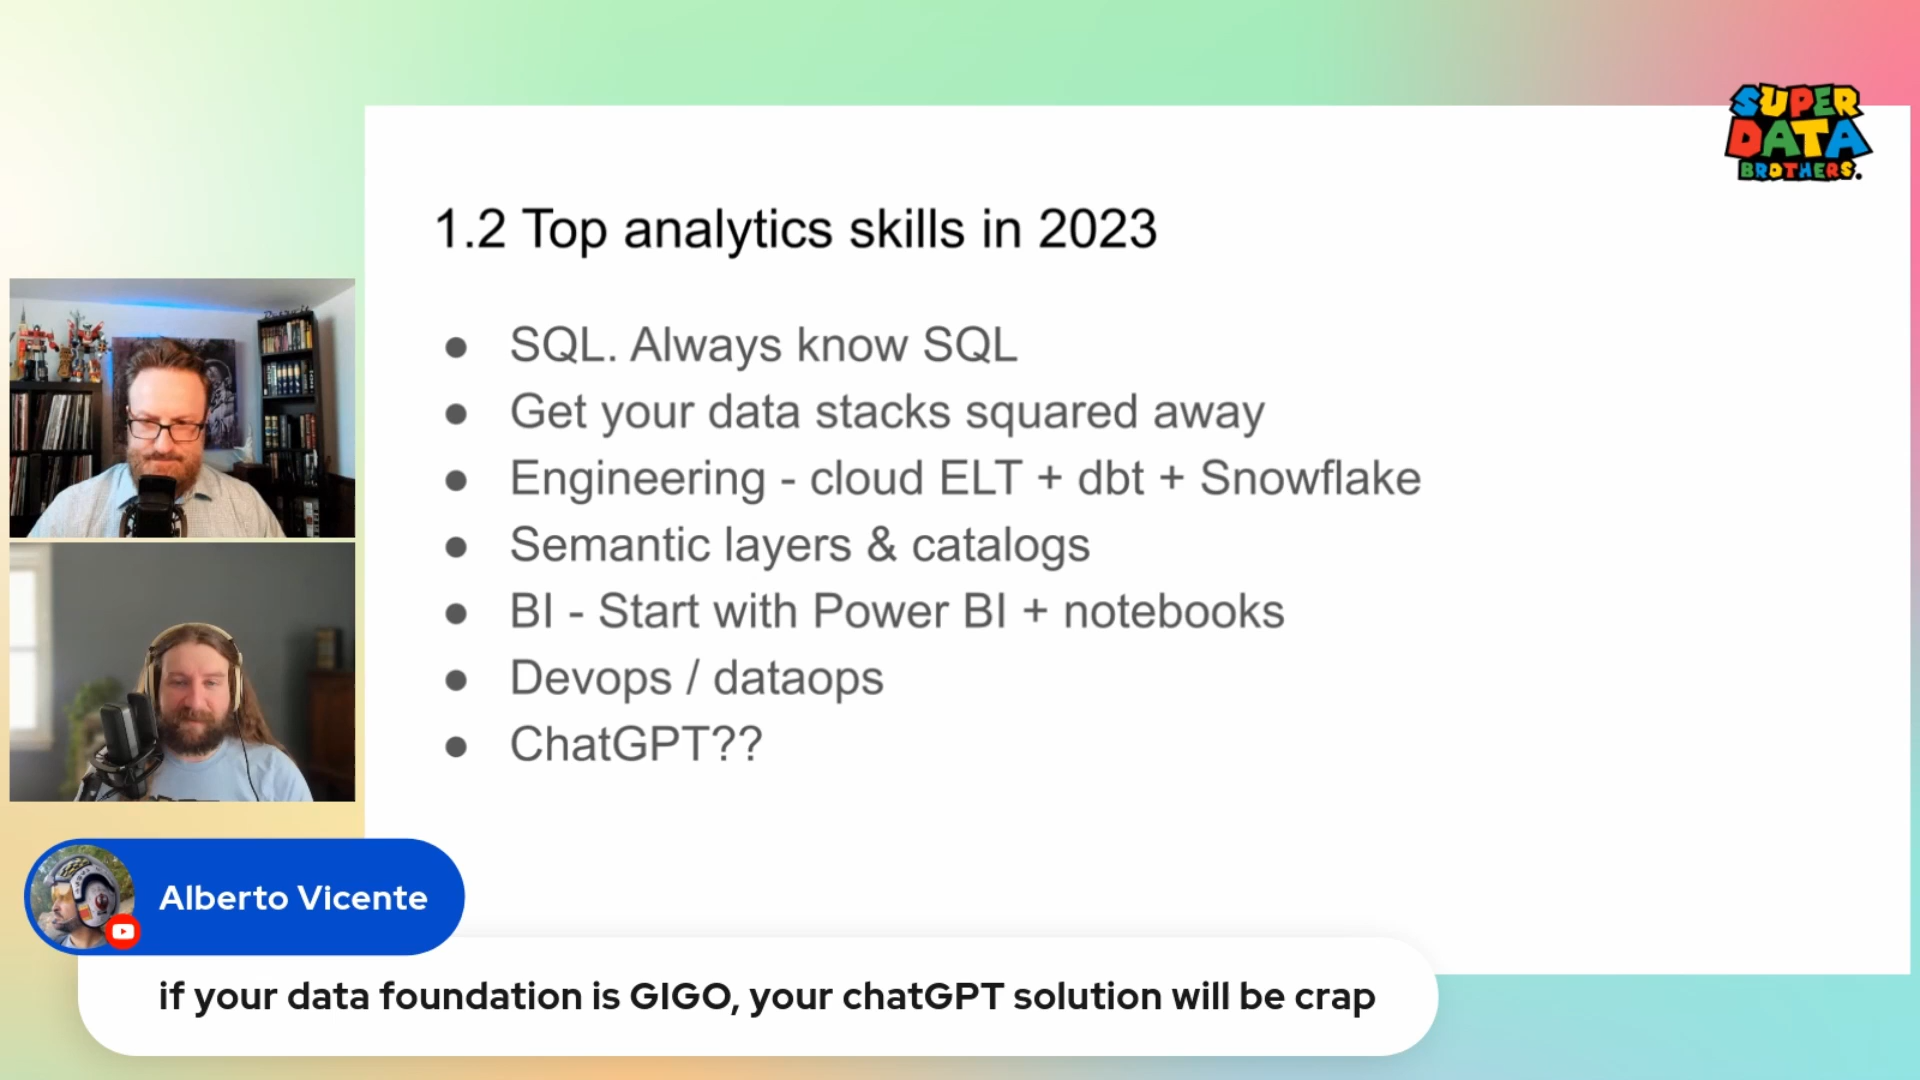 SUPER
DATA
BROTHERS.
1.2 Top analytics skills in 2023
● SQL. Always know SQL
● Get your data stacks squared away
● Engineering - cloud ELT + dbt + Snowflake
● Semantic layers & catalogs
● BI - Start with Power BI + notebooks
● Devops / dataops
● ChatGPT??
Alberto Vicente
if your data foundation is GIGO, your chatGPT solution will be crap